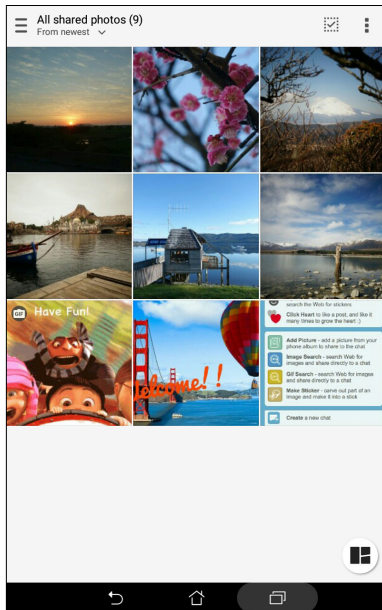 All shared photos (9)
From newest
GIF Have Fun!
Welcome! !
search the Web for stickers
Click Heart to like a post, and like it
many times to grow the heart :)
Add Picture - add a picture from your
phone album to share to the chat
Image Search - search Web for
images and share directly to a chat
Gif Search - search Web for images
and share diretly to a chat
Make Sticker - carve out part of an
image and make it into a stick
Create a new chat